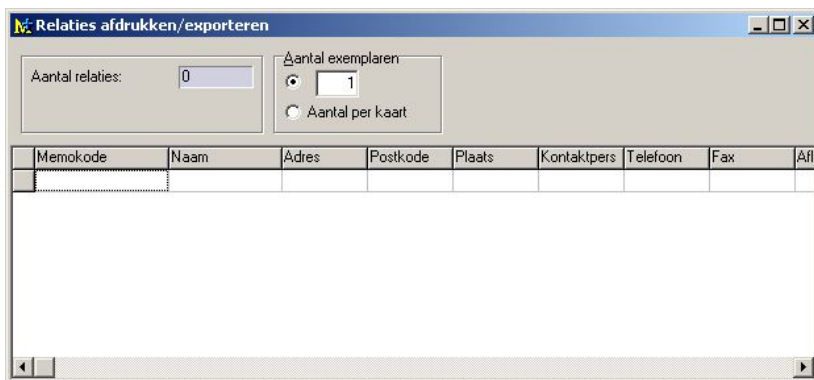 Relaties afdrukken/exporteren
Aantal relaties: 0
Aantal exemplaren
1
Aantal per kaart
Memokode Naam Adres Postkode Plaats Kontaktpers Telefoon Fax Afl